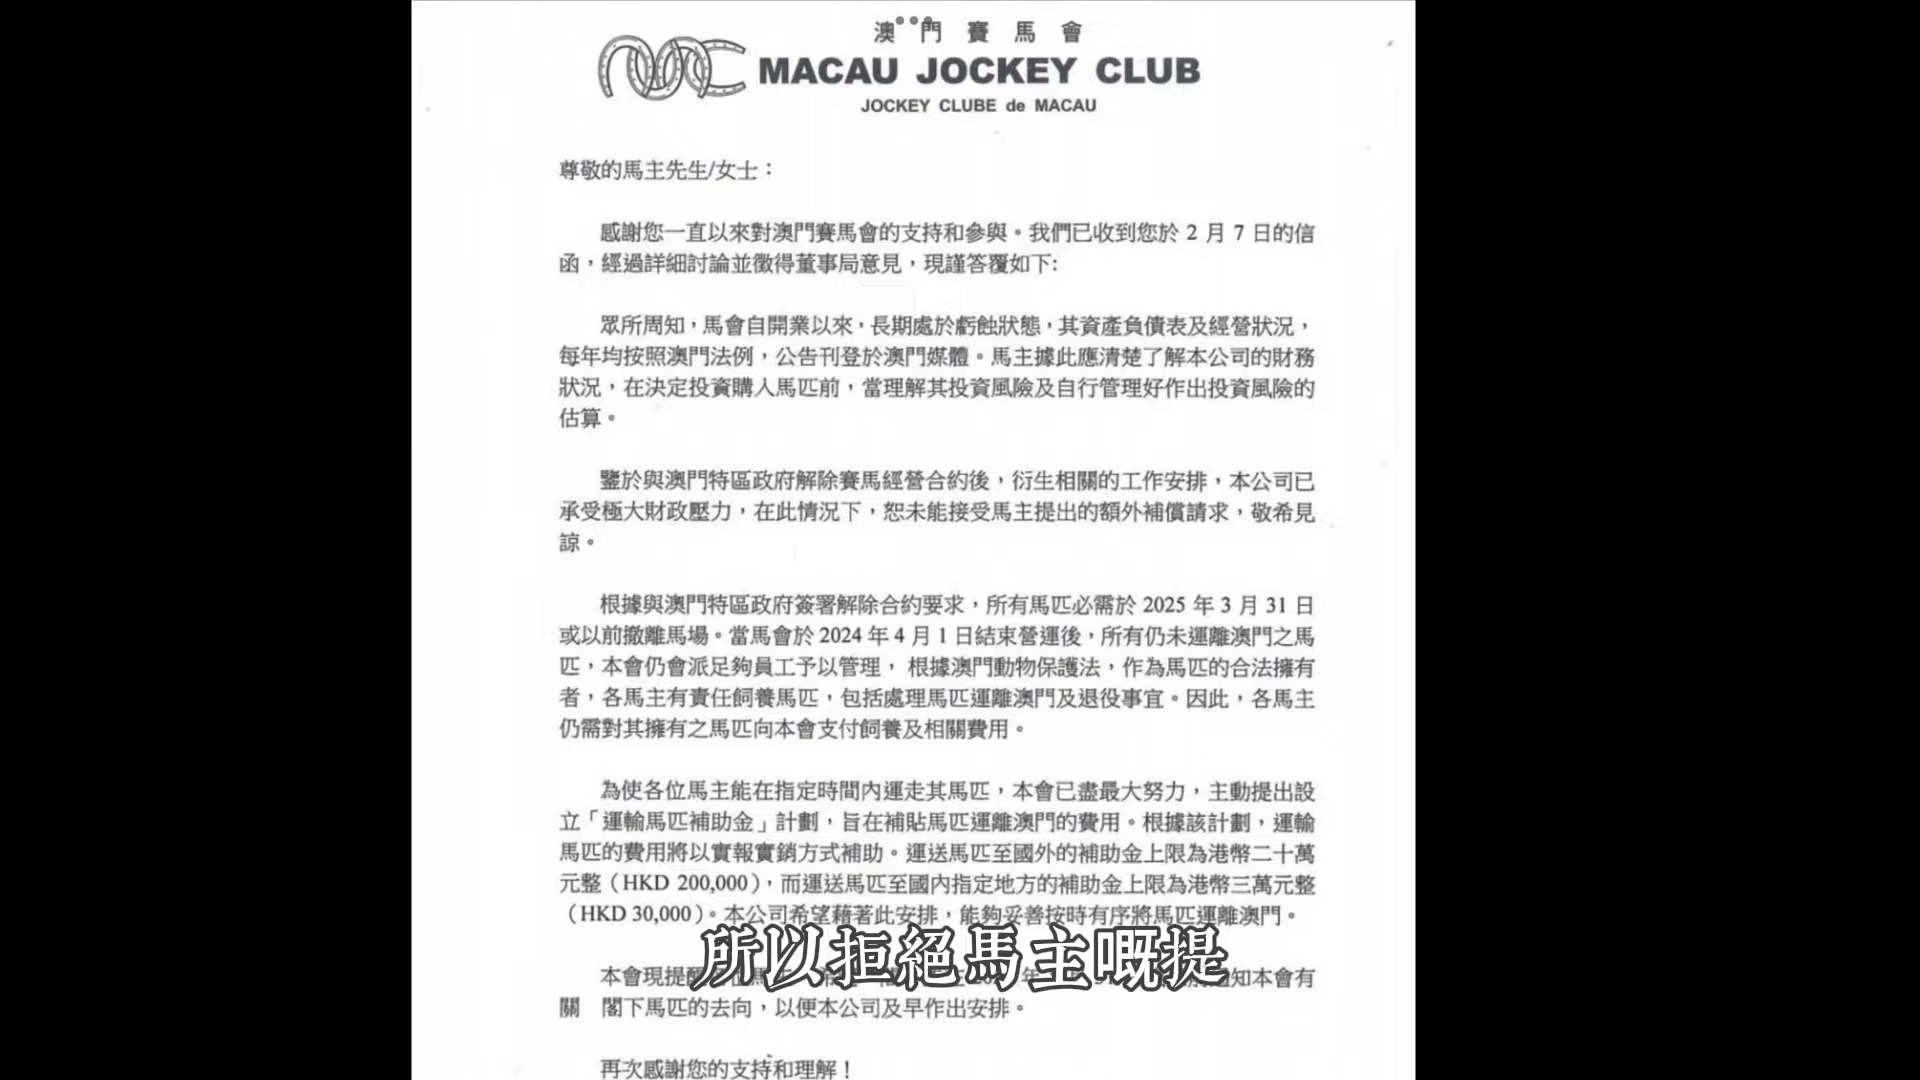 澳門賽馬會
MACAU JOCKEY CLUB
JOCKEY CLUBE de MACAU
尊敬的馬主先生/女士：
感謝您一直以來對澳門賽馬會的支持和參與。我們已收到您於 2 月 7 日的信
函，經過詳細討論並徵得董事局意見，現謹答覆如下:
眾所周知，馬會自開業以來，長期處於虧蝕狀態，其資產負債表及經營狀況，
每年均按照澳門法例，公告刊登於澳門媒體。馬主據此應清楚了解本公司的財務
狀況，在決定投資購入馬匹前，當理解其投資風險及自行管理好作出投資風險的
估算。
鑒於與澳門特區政府解除賽馬經營合約後，衍生相關的工作安排，本公司已
承受極大財政壓力，在此情況下，恕未能接受馬主提出的額外補償請求，敬希見
諒。
根據與澳門特區政府簽署解除合約要求，所有馬匹必需於 2025 年 3 月 31 日
或以前撤離馬場。當馬會於 2024 年 4 月 1 日結束營運後，所有仍未運離澳門之馬
匹，本會仍會派足夠員工予以管理， 根據澳門動物保護法，作為馬匹的合法擁有
者，各馬主有責任飼養馬匹，包括處理馬匹運離澳門及退役事宜。因此，各馬主
仍需對其擁有之馬匹向本會支付飼養及相關費用。
為使各位馬主能在指定時間內運走其馬匹，本會已盡最大努力，主動提出設
立「運輸馬匹補助金」計劃，旨在補貼馬匹運離澳門的費用。根據該計劃，運輸
馬匹的費用將以實報實銷方式補助。運送馬匹至國外的補助金上限為港幣二十萬
元整（HKD 200,000），而運送馬匹至國內指定地方的補助金上限為港幣三萬元整
（HKD 30,000）。本公司希望藉著此安排，能夠妥善按時有序將馬匹運離澳門。
所以拒絕馬主嘅提
本會現提醒 知本會有
關 閣下馬匹的去向，以便本公司及早作出安排。
再次感謝您的支持和理解！